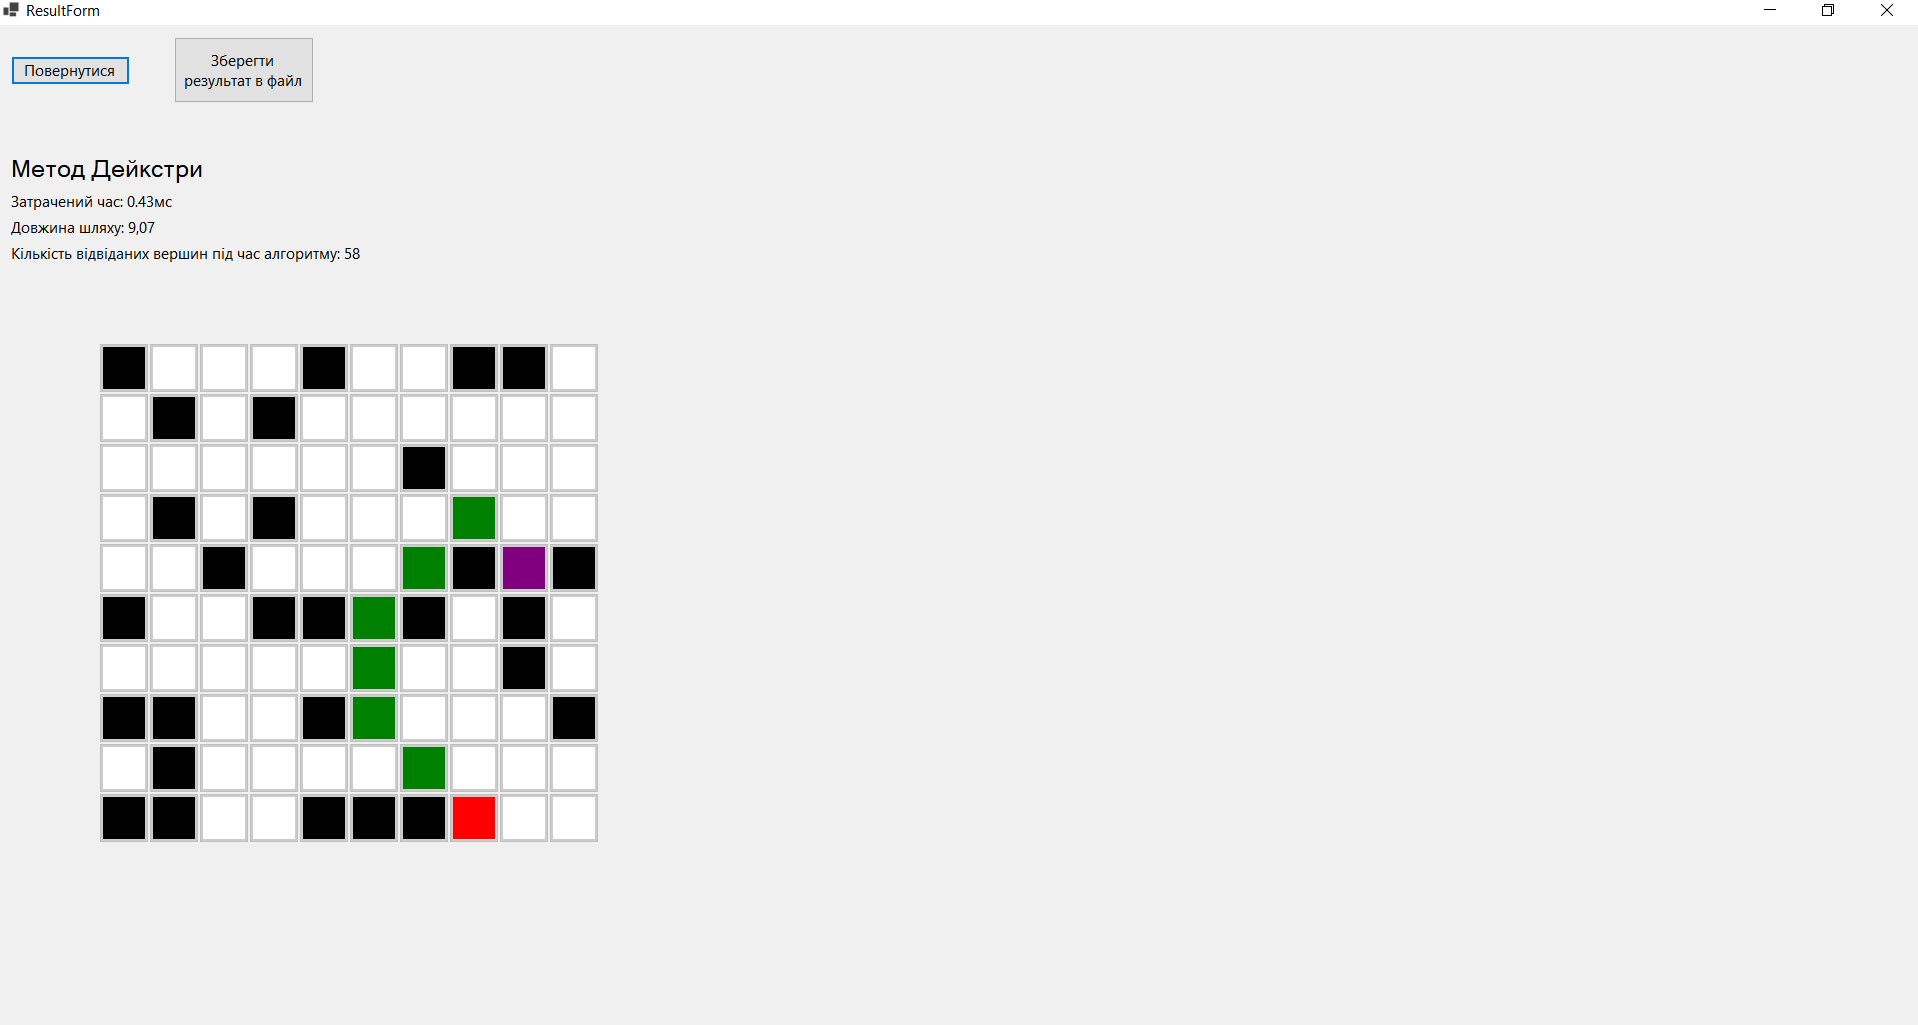 ResultForm
Повернутися
Зберегти
результат в файл
Метод Дейкстри
Затрачений час: 0.43мс
Довжина шляху: 9,07
Кількість відвіданих вершин під час алгоритму: 58